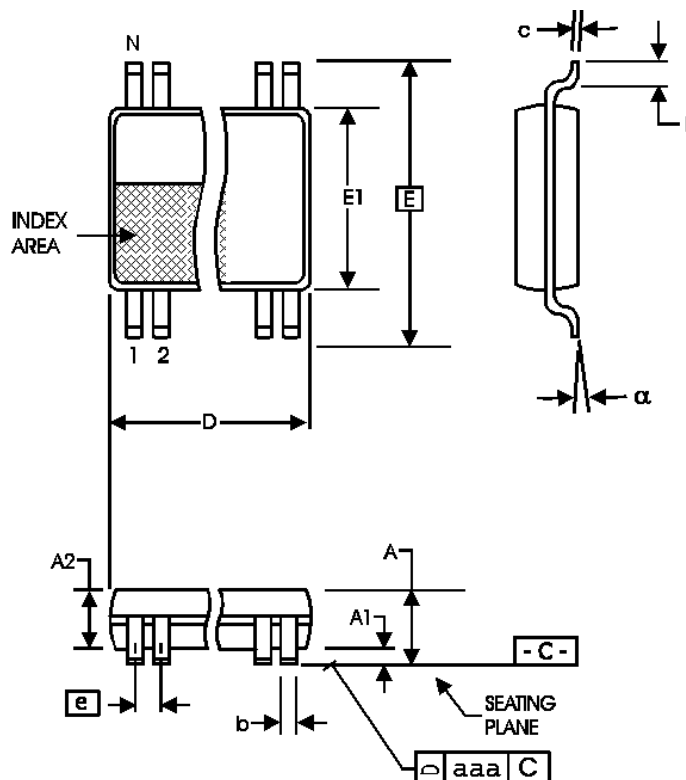 N
c
INDEX
AREA
E1
E
1 2
α
D
A2
A
A1
- C -
e
b
SEATING
PLANE
aaa C